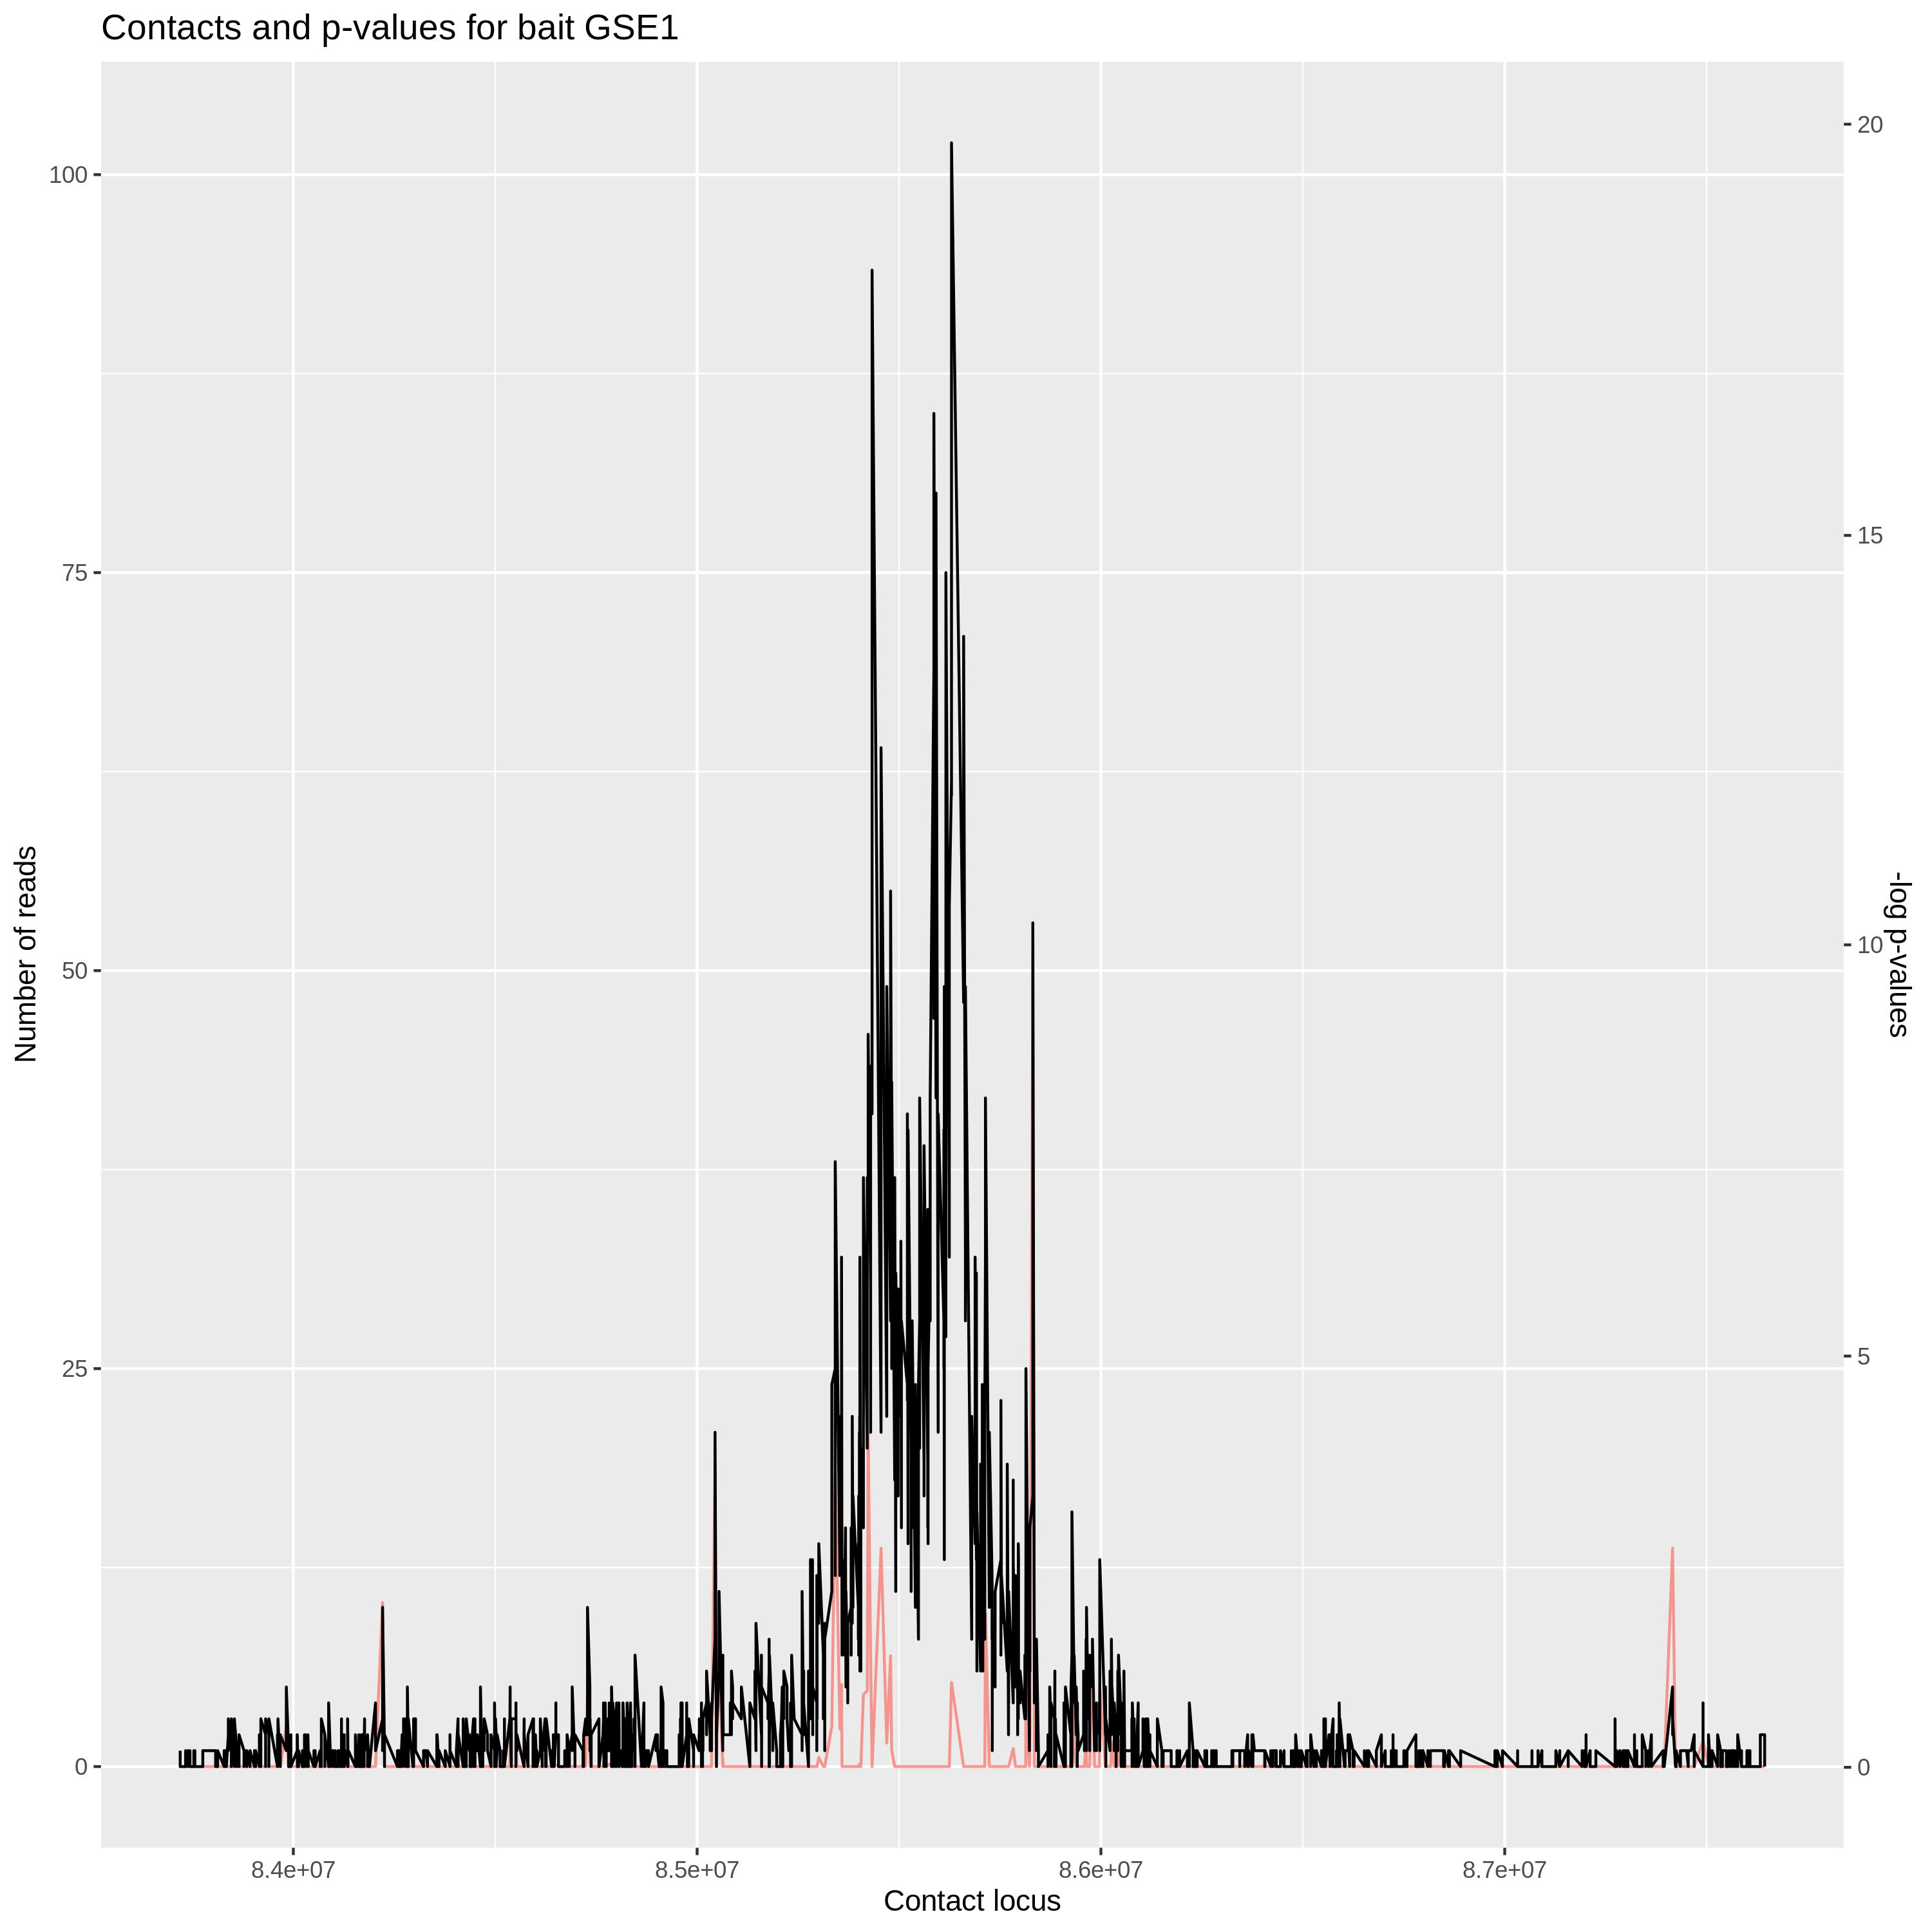 Contacts and p-values for bait GSE1
100
75
50
25
0
Number of reads
20
15
10
5
0
-log p-values
8.4e+07
8.5e+07
8.6e+07
8.7e+07
Contact locus